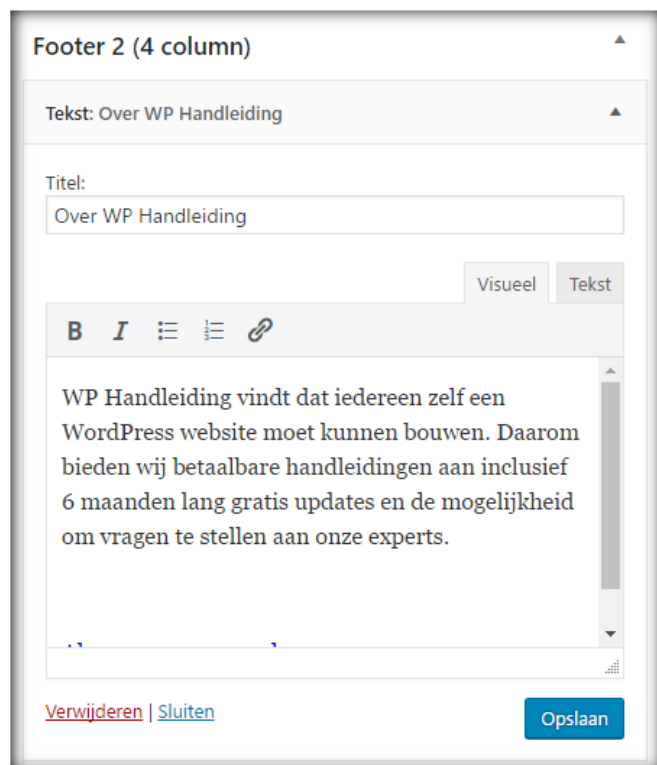 Footer 2 (4 column)
Tekst: Over WP Handleiding
Titel:
Over WP Handleiding
Visueel Tekst
B I
WP Handleiding vindt dat iedereen zelf een
WordPress website moet kunnen bouwen. Daarom
bieden wij betaalbare handleidingen aan inclusief
6 maanden lang gratis updates en de mogelijkheid
om vragen te stellen aan onze experts.
Verwijderen | Sluiten
Opslaan